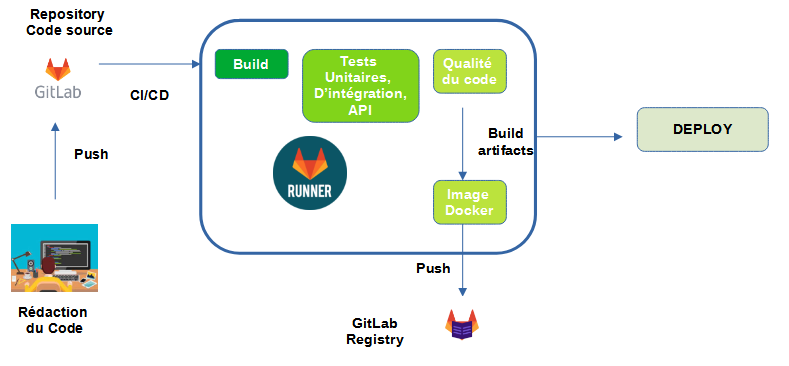 Repository
Code source
GitLab
CI/CD
Push
Rédaction
du Code
Build
Tests
Unitaires,
D'intégration,
API
Qualité
du code
RUNNER
Build
artifacts
Image
Docker
Push
GitLab
Registry
DEPLOY